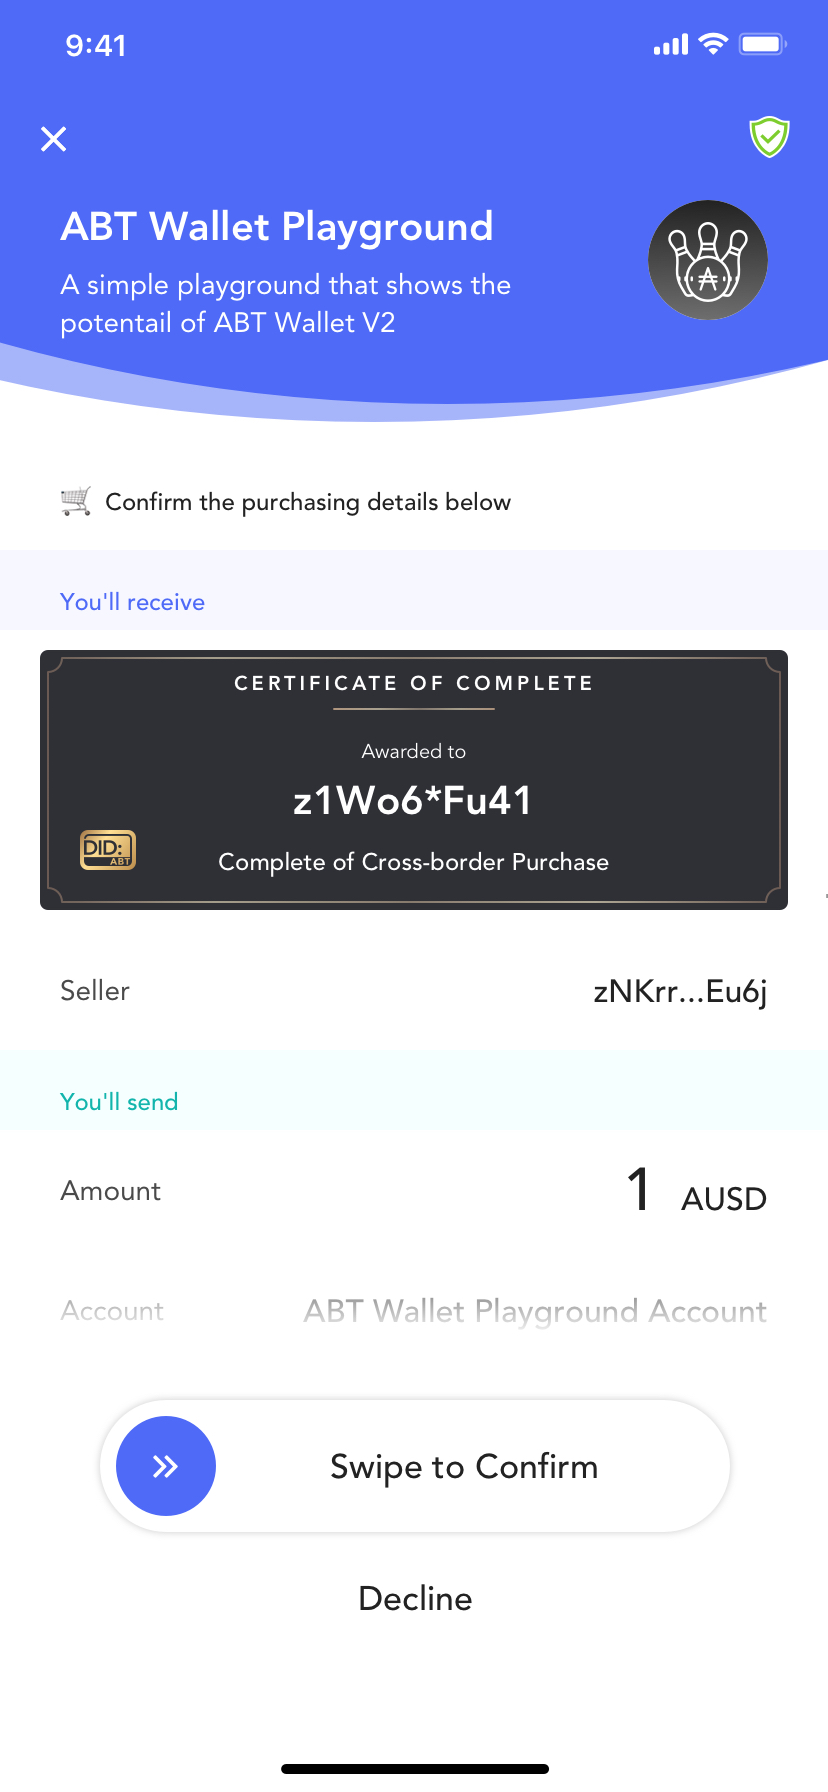 9:41
ABT Wallet Playground
A simple playground that shows the
potentail of ABT Wallet V2
Confirm the purchasing details below
You'll receive
CERTIFICATE OF COMPLETE
Awarded to
z1Wo6*Fu41
DID:
ABT
Complete of Cross-border Purchase
Seller zNKrr...Eu6j
You'll send
Amount 1 AUSD
Account ABT Wallet Playground Account
Swipe to Confirm
Decline